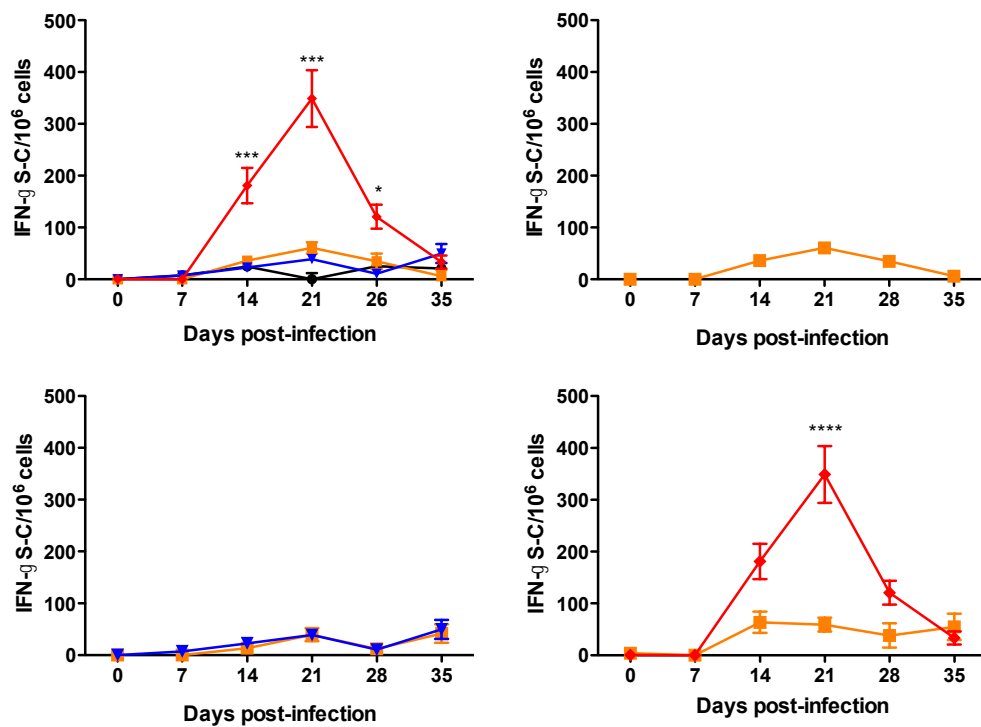 IFN-g S-C/10⁶ cells
500
400
300
200
100
0
***
***
*
0 7 14 21 26 35
Days post-infection
IFN-g S-C/10⁶ cells
500
400
300
200
100
0
0 7 14 21 28 35
Days post-infection
IFN-g S-C/10⁶ cells
500
400
300
200
100
0
0 7 14 21 28 35
Days post-infection
IFN-g S-C/10⁶ cells
500
400
300
200
100
0
****
0 7 14 21 28 35
Days post-infection